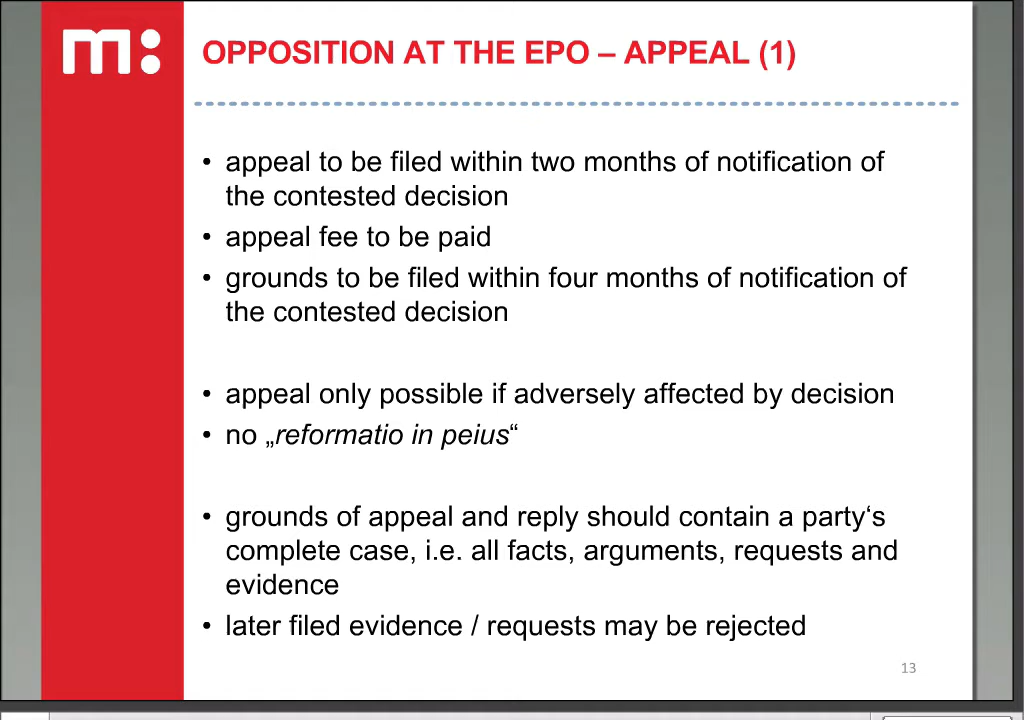 m:
OPPOSITION AT THE EPO – APPEAL (1)
• appeal to be filed within two months of notification of
the contested decision
• appeal fee to be paid
• grounds to be filed within four months of notification of
the contested decision
• appeal only possible if adversely affected by decision
• no „reformatio in peius“
• grounds of appeal and reply should contain a party‘s
complete case, i.e. all facts, arguments, requests and
evidence
• later filed evidence / requests may be rejected
13